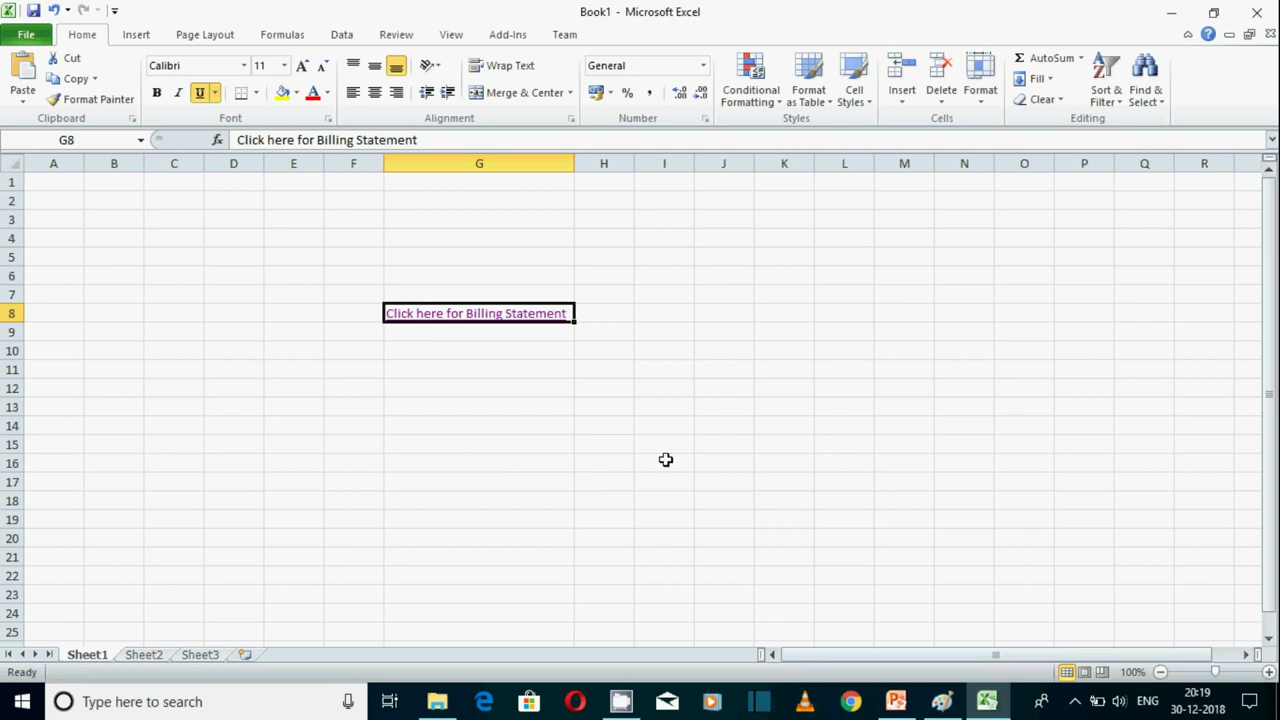 Book1 - Microsoft Excel
File Home Insert Page Layout Formulas Data Review View Add-Ins Team
Paste
Cut
Copy
Format Painter
Clipboard
Calibri 11
B I U
Font
Wrap Text
Merge & Center
Alignment
General
% ,
Number
Conditional Formatting
Format as Table
Cell Styles
Styles
Insert
Delete
Format
Cells
Σ AutoSum
Fill
Clear
Sort & Filter
Find & Select
Editing
G8 fx Click here for Billing Statement
A B C D E F G H I J K L M N O P Q R
1
2
3
4
5
6
7
8 Click here for Billing Statement
9
10
11
12
13
14
15
16
17
18
19
20
21
22
23
24
25
Sheet1 Sheet2 Sheet3
Ready 100%
Type here to search ENG 20:19
30-12-2018